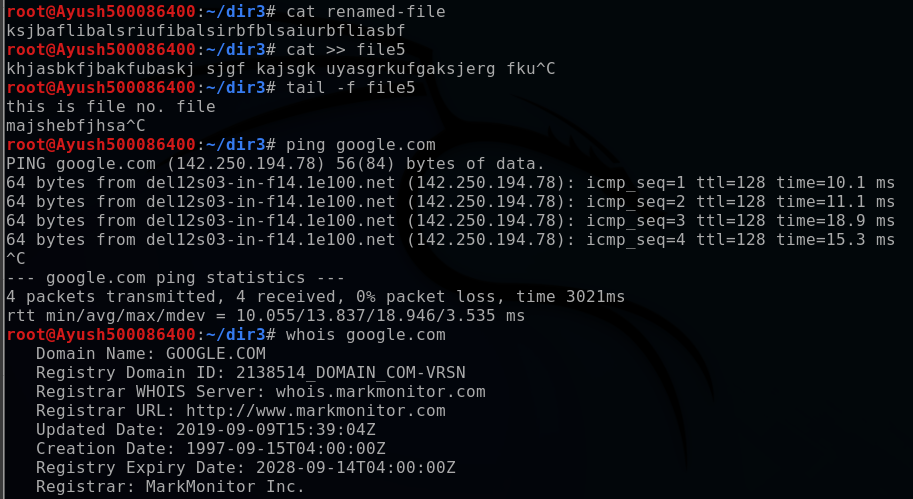 root@Ayush500086400:~/dir3# cat renamed-file
ksjbaflibalsriufibalsirbfblsaiurbfliasbf
root@Ayush500086400:~/dir3# cat >> file5
khjasbkfjbakfubaskj sjgf kajsgk uyasgrkufgaksjerg fku^C
root@Ayush500086400:~/dir3# tail -f file5
this is file no. file
majshebfjhsa^C
root@Ayush500086400:~/dir3# ping google.com
PING google.com (142.250.194.78) 56(84) bytes of data.
64 bytes from del12s03-in-f14.1e100.net (142.250.194.78): icmp_seq=1 ttl=128 time=10.1 ms
64 bytes from del12s03-in-f14.1e100.net (142.250.194.78): icmp_seq=2 ttl=128 time=11.1 ms
64 bytes from del12s03-in-f14.1e100.net (142.250.194.78): icmp_seq=3 ttl=128 time=18.9 ms
64 bytes from del12s03-in-f14.1e100.net (142.250.194.78): icmp_seq=4 ttl=128 time=15.3 ms
^C
--- google.com ping statistics ---
4 packets transmitted, 4 received, 0% packet loss, time 3021ms
rtt min/avg/max/mdev = 10.055/13.837/18.946/3.535 ms
root@Ayush500086400:~/dir3# whois google.com
   Domain Name: GOOGLE.COM
   Registry Domain ID: 2138514_DOMAIN_COM-VRSN
   Registrar WHOIS Server: whois.markmonitor.com
   Registrar URL: http://www.markmonitor.com
   Updated Date: 2019-09-09T15:39:04Z
   Creation Date: 1997-09-15T04:00:00Z
   Registry Expiry Date: 2028-09-14T04:00:00Z
   Registrar: MarkMonitor Inc.